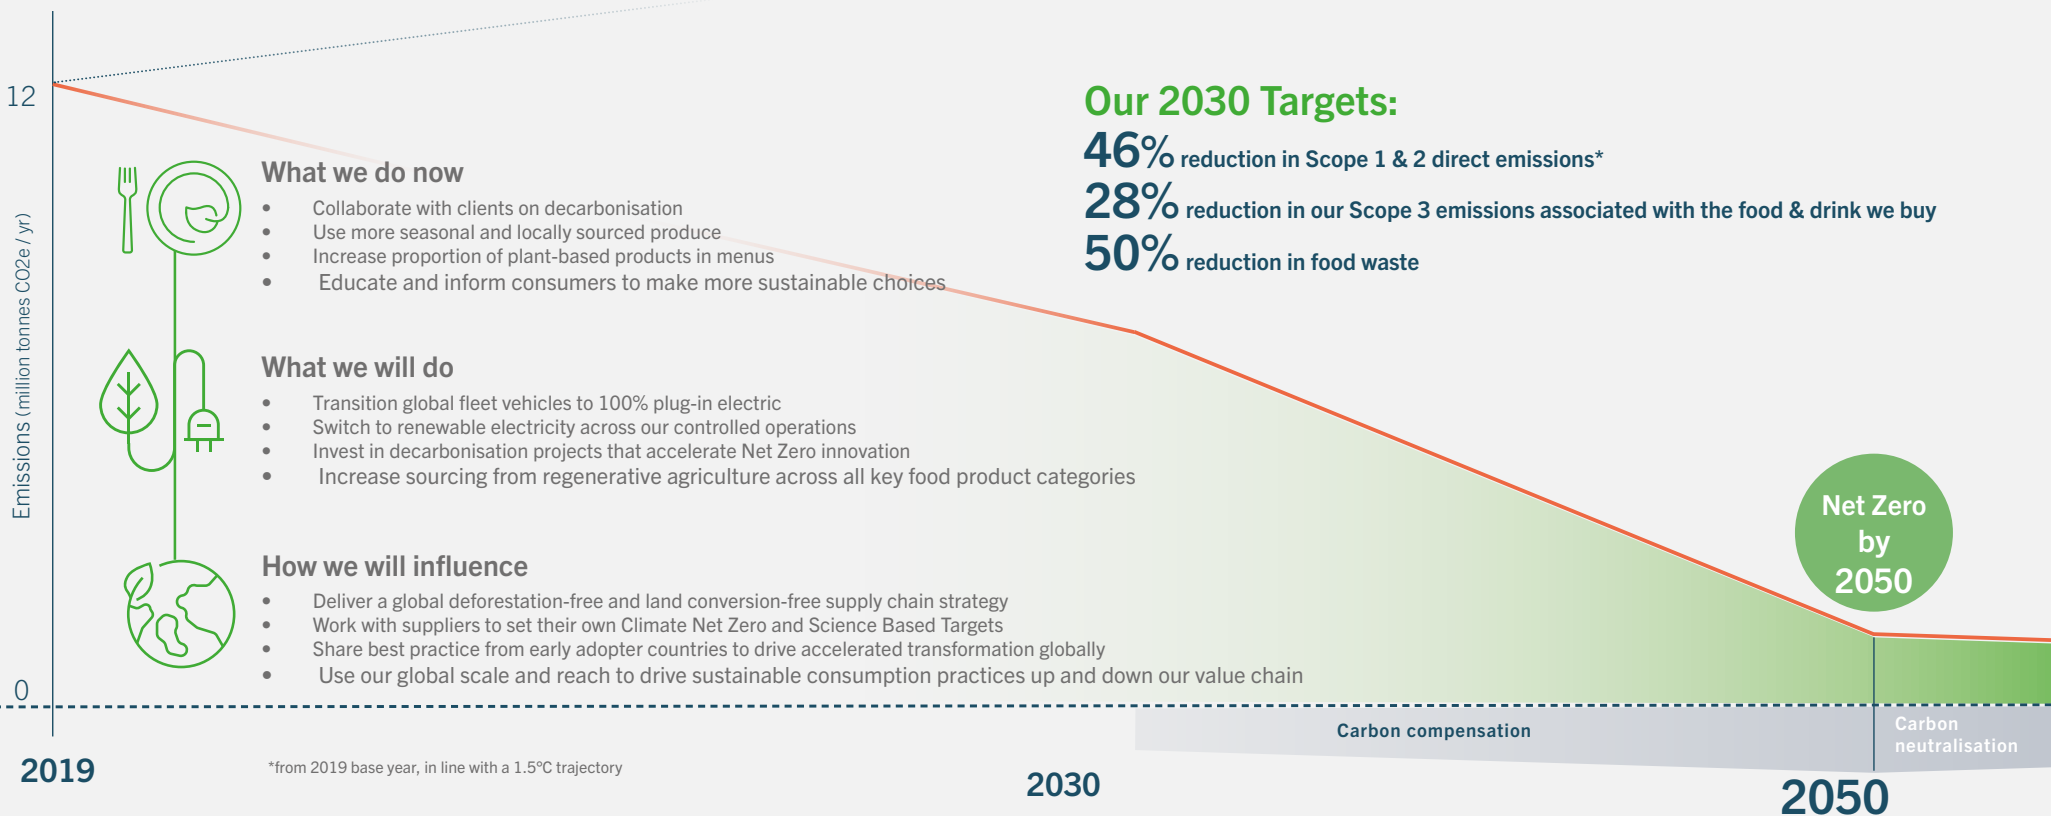 12
Emissions (million tonnes CO2e / yr)
0
Our 2030 Targets:
46% reduction in Scope 1 & 2 direct emissions*
28% reduction in our Scope 3 emissions associated with the food & drink we buy
50% reduction in food waste
What we do now
• Collaborate with clients on decarbonisation
• Use more seasonal and locally sourced produce
• Increase proportion of plant-based products in menus
• Educate and inform consumers to make more sustainable choices
What we will do
• Transition global fleet vehicles to 100% plug-in electric
• Switch to renewable electricity across our controlled operations
• Invest in decarbonisation projects that accelerate Net Zero innovation
• Increase sourcing from regenerative agriculture across all key food product categories
How we will influence
• Deliver a global deforestation-free and land conversion-free supply chain strategy
• Work with suppliers to set their own Climate Net Zero and Science Based Targets
• Share best practice from early adopter countries to drive accelerated transformation globally
• Use our global scale and reach to drive sustainable consumption practices up and down our value chain
Net Zero
by
2050
Carbon compensation
Carbon
neutralisation
2019
*from 2019 base year, in line with a 1.5ºC trajectory
2030
2050